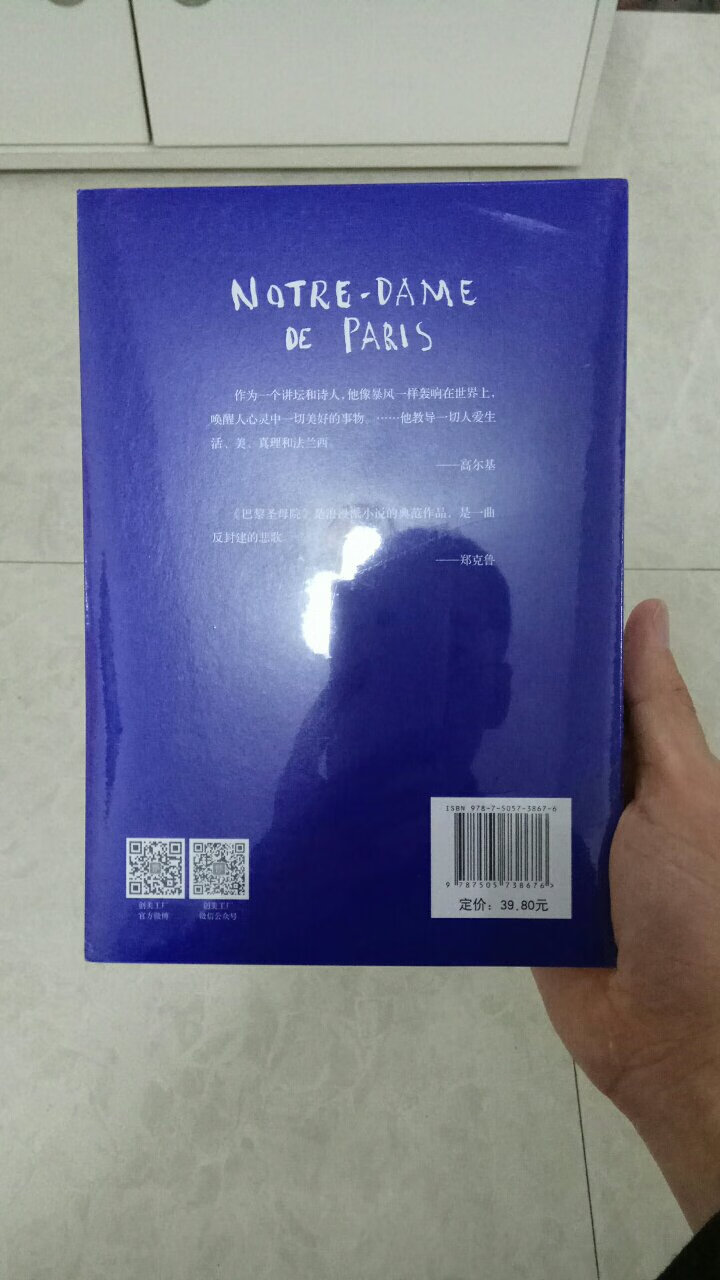 NOTRE-DAME
DE PARIS
作为一个讲坛和诗人，他像暴风一样轰响在世界上，
唤醒人心灵中一切美好的事物。……他教导一切人爱生
活、美、真理和法兰西。
——高尔基
《巴黎圣母院》是浪漫派小说的典范作品，是一曲
反封建的悲歌。
——郑克鲁
ISBN 978-7-5057-3867-6
9 787505 738676 >
定价：39.80元
创美工厂 创美工厂
官方微博 微信公众号